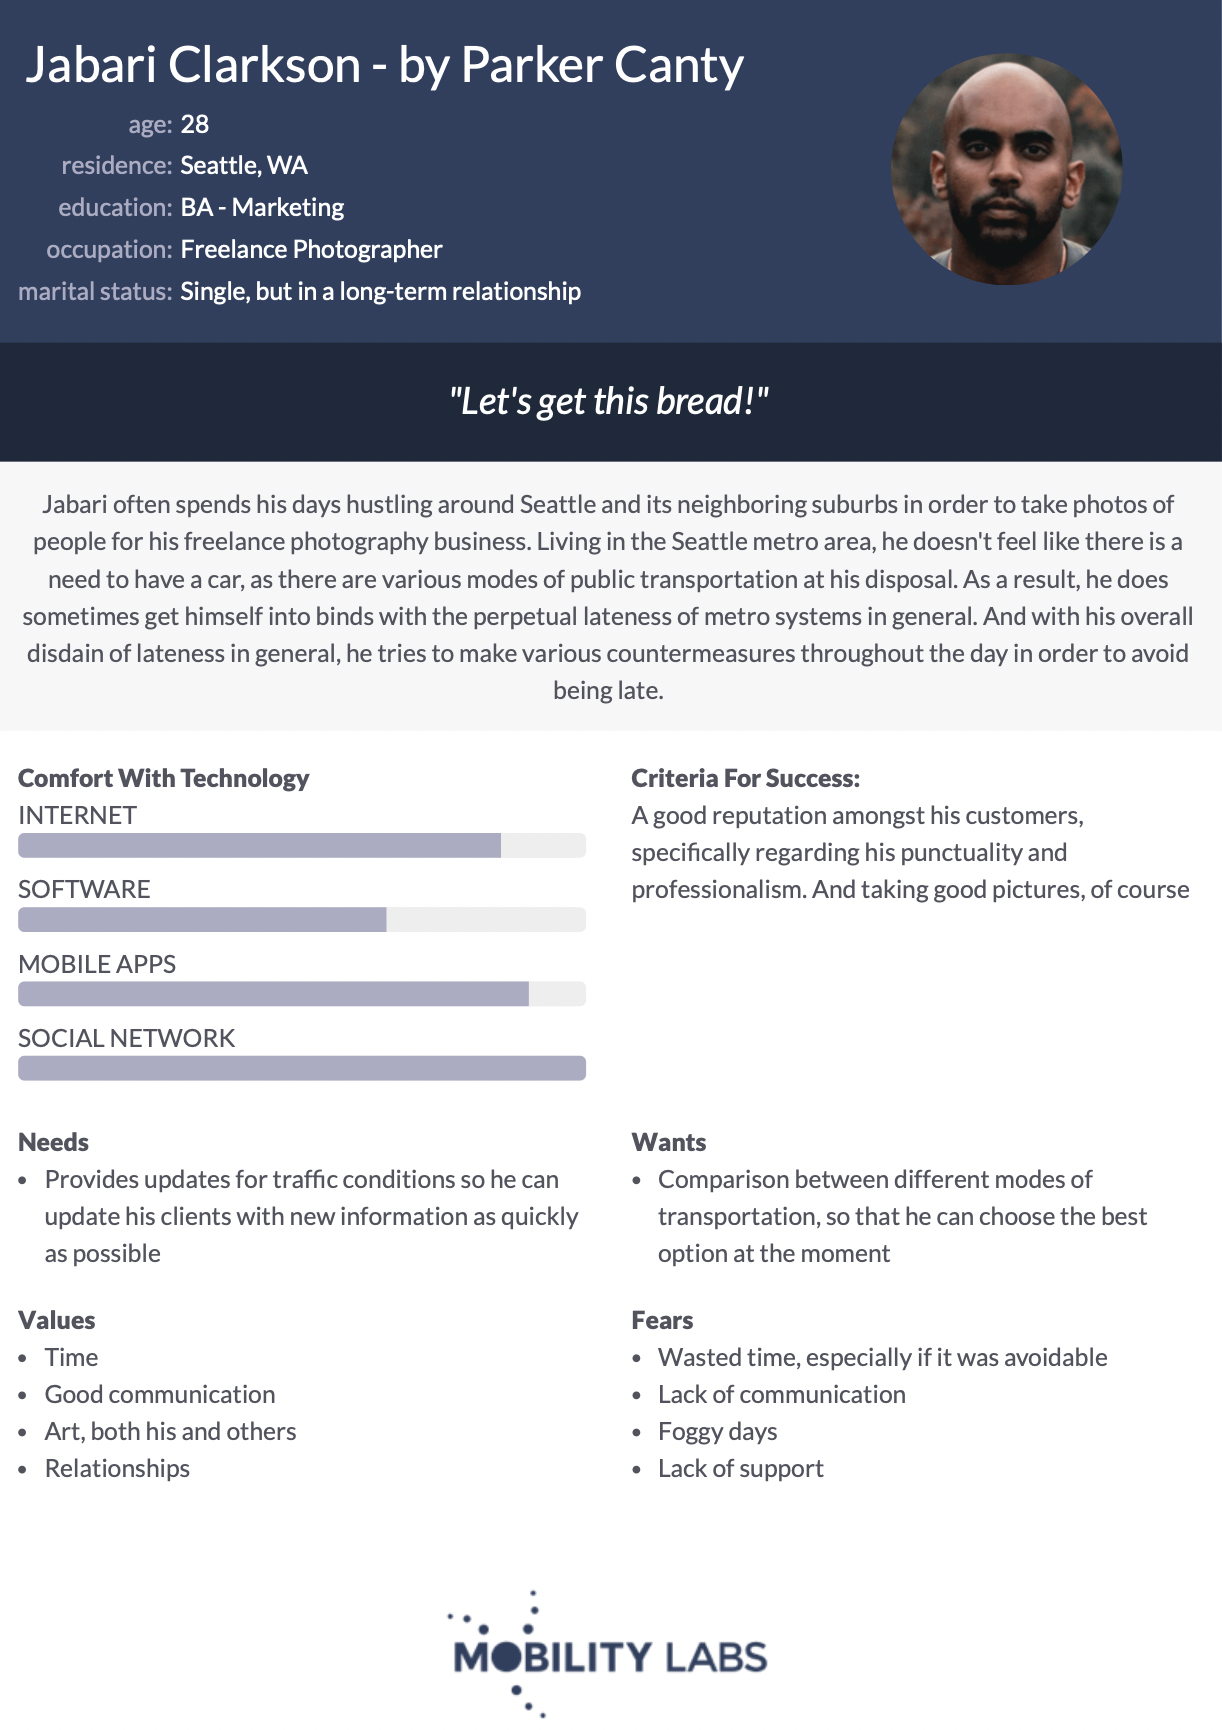 Jabari Clarkson - by Parker Canty
age: 28
residence: Seattle, WA
education: BA - Marketing
occupation: Freelance Photographer
marital status: Single, but in a long-term relationship
"Let's get this bread!"
Jabari often spends his days hustling around Seattle and its neighboring suburbs in order to take photos of
people for his freelance photography business. Living in the Seattle metro area, he doesn't feel like there is a
need to have a car, as there are various modes of public transportation at his disposal. As a result, he does
sometimes get himself into binds with the perpetual lateness of metro systems in general. And with his overall
disdain of lateness in general, he tries to make various countermeasures throughout the day in order to avoid
being late.
Comfort With Technology
INTERNET
SOFTWARE
MOBILE APPS
SOCIAL NETWORK
Criteria For Success:
A good reputation amongst his customers,
specifically regarding his punctuality and
professionalism. And taking good pictures, of course
Needs
• Provides updates for traffic conditions so he can
update his clients with new information as quickly
as possible
Wants
• Comparison between different modes of
transportation, so that he can choose the best
option at the moment
Values
• Time
• Good communication
• Art, both his and others
• Relationships
Fears
• Wasted time, especially if it was avoidable
• Lack of communication
• Foggy days
• Lack of support
MOBILITY LABS